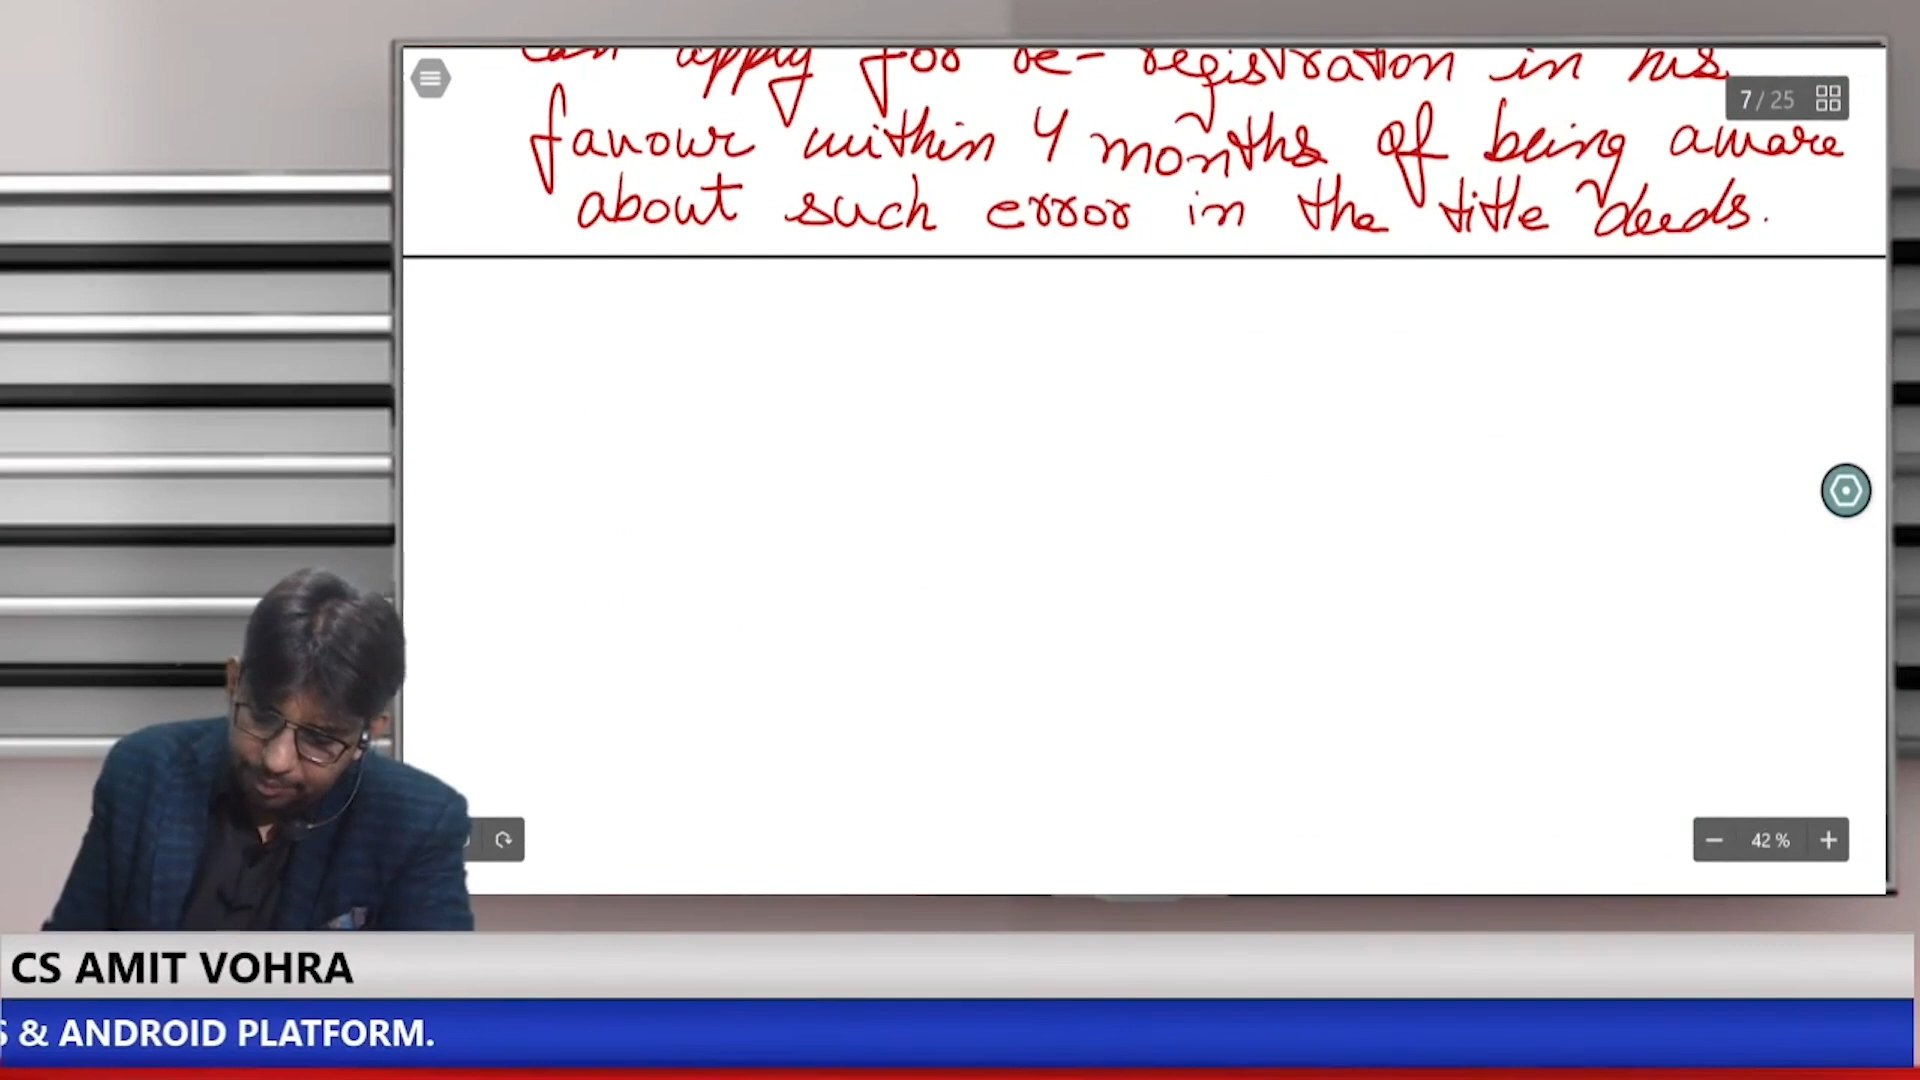 can apply for re-registration in his
7 / 25
favour within 4 months of being aware
about such error in the title deeds.
42 %
CS AMIT VOHRA
S & ANDROID PLATFORM.